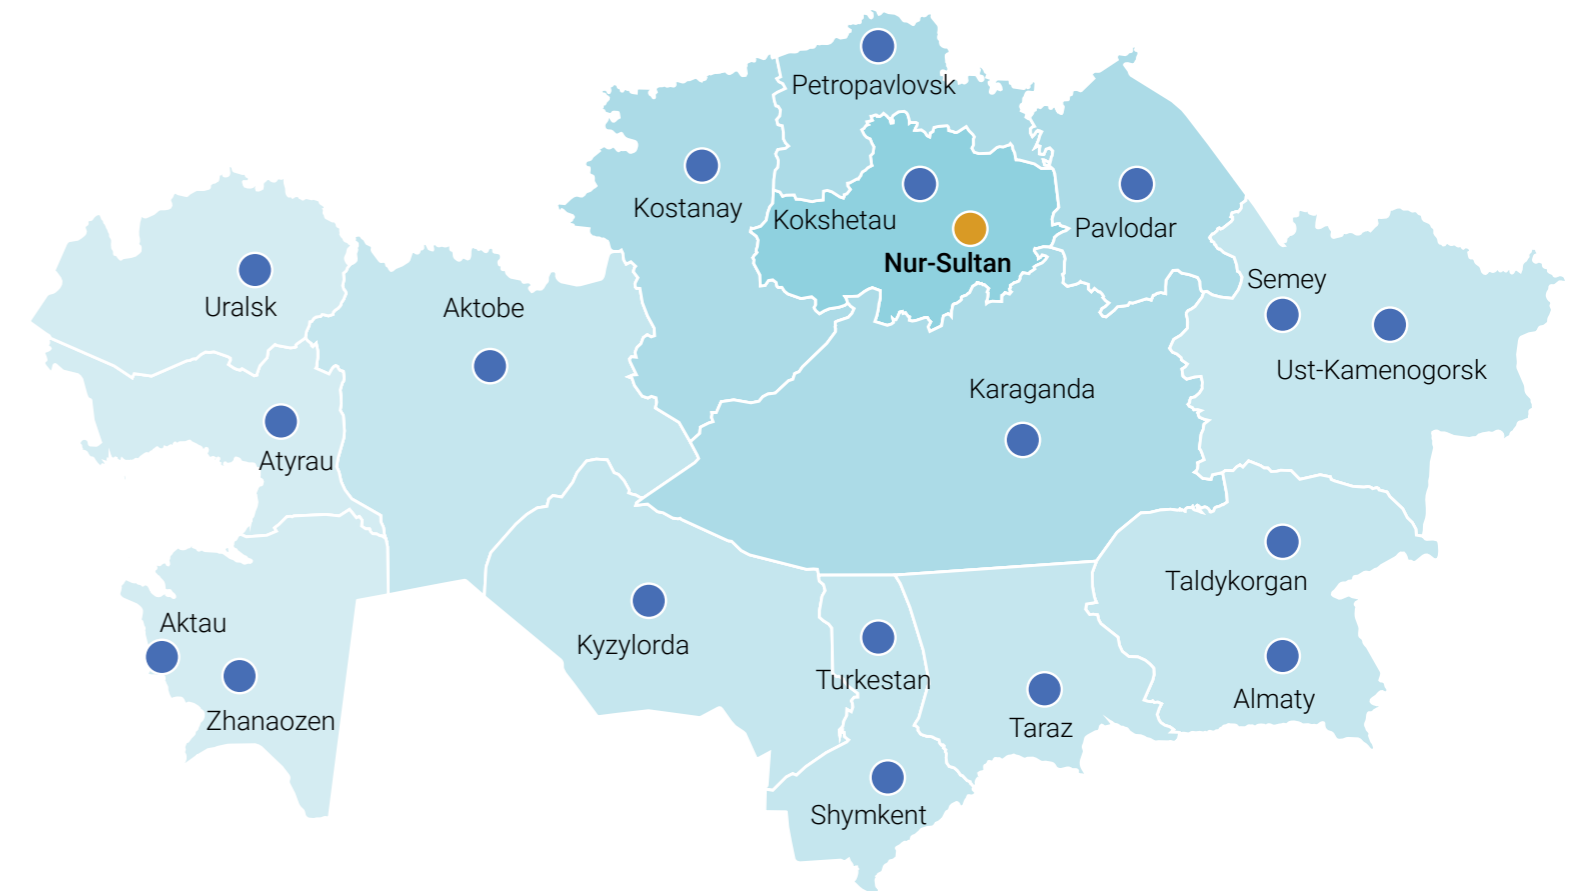 Petropavlovsk
Kostanay
Kokshetau
Pavlodar
Nur-Sultan
Semey
Uralsk
Aktobe
Ust-Kamenogorsk
Karaganda
Atyrau
Taldykorgan
Aktau
Kyzylorda
Turkestan
Almaty
Zhanaozen
Taraz
Shymkent